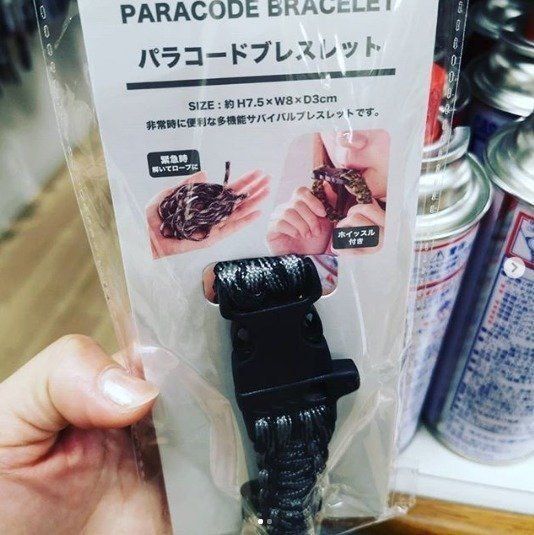 PARACODE BRACELET
パラコードブレスレット
SIZE：約 H7.5×W8×D3cm
非常時に便利な多機能サバイバルブレスレットです。
緊急時
解いてロープに
ホイッスル
付き